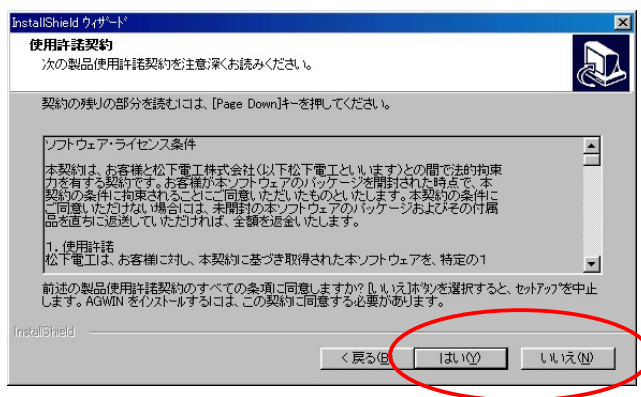 InstallShield ウィザード
使用許諾契約
次の製品使用許諾契約を注意深くお読みください。
契約の残りの部分を読むには、[Page Down]キーを押してください。
ソフトウェア・ライセンス条件
本契約は、お客様と松下電工株式会社(以下松下電工といいます)との間で法的拘束
力を有する契約です。お客様が本ソフトウェアのパッケージを開封された時点で、本
契約の条件に拘束されることにご同意いただいたものといたします。本契約の条件に
ご同意いただけない場合には、未開封の本ソフトウェアのパッケージおよびその付属
品を直ちに返送していただければ、全額を返金いたします。
1. 使用許諾
松下電工は、お客様に対し、本契約に基づき取得された本ソフトウェアを、特定の1
前述の製品使用許諾契約のすべての条項に同意しますか? [いいえ]ボタンを選択すると、セットアップを中止
します。AGWIN をインストールするには、この契約に同意する必要があります。
InstallShield
< 戻る(B)
はい(Y)
いいえ(N)